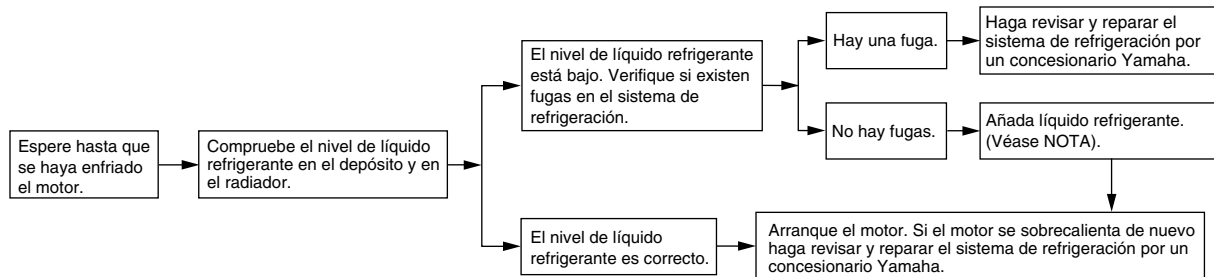 Espere hasta que
se haya enfriado
el motor.
Compruebe el nivel de líquido
refrigerante en el depósito y en
el radiador.
El nivel de líquido refrigerante
está bajo. Verifique si existen
fugas en el sistema de
refrigeración.
Hay una fuga.
Haga revisar y reparar el
sistema de refrigeración por
un concesionario Yamaha.
No hay fugas.
Añada líquido refrigerante.
(Véase NOTA).
El nivel de líquido
refrigerante es correcto.
Arranque el motor. Si el motor se sobrecalienta de nuevo
haga revisar y reparar el sistema de refrigeración por un
concesionario Yamaha.